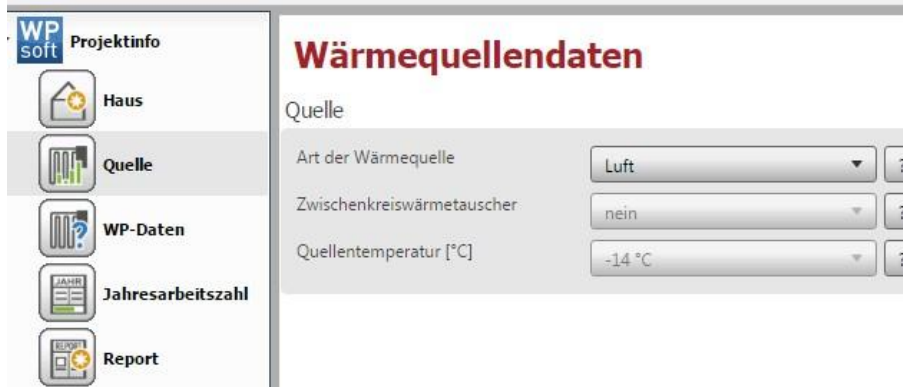 WP
soft
Projektinfo
Haus
Quelle
WP-Daten
JAHR
Jahresarbeitszahl
REPORT
Report
Wärmequellendaten
Quelle
Art der Wärmequelle
Luft
?
Zwischenkreiswärmetauscher
nein
?
Quellentemperatur [°C]
-14 °C
?